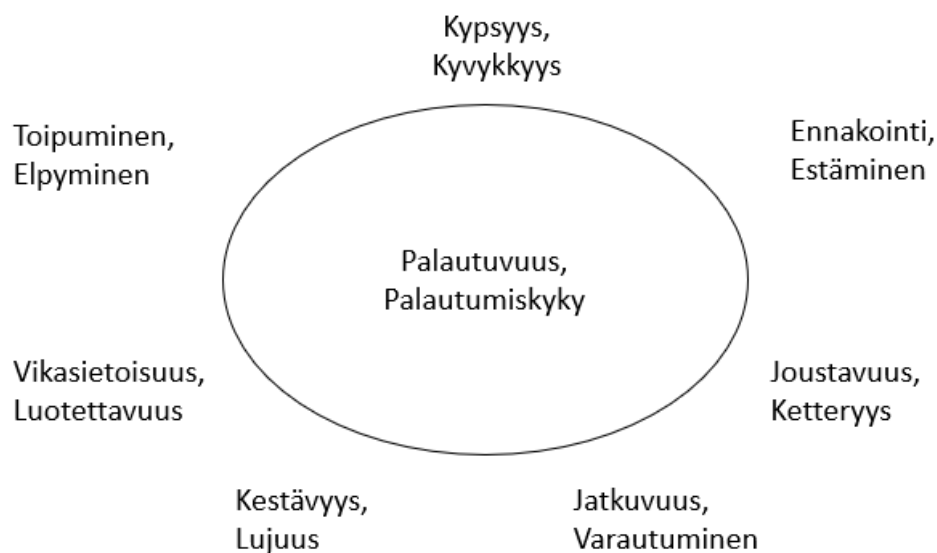 Kypsyys,
Kyvykkyys
Toipuminen,
Elpyminen
Ennakointi,
Estäminen
Palautuvuus,
Palautumiskyky
Vikasietoisuus,
Luotettavuus
Joustavuus,
Ketteryys
Kestävyys,
Lujuus
Jatkuvuus,
Varautuminen